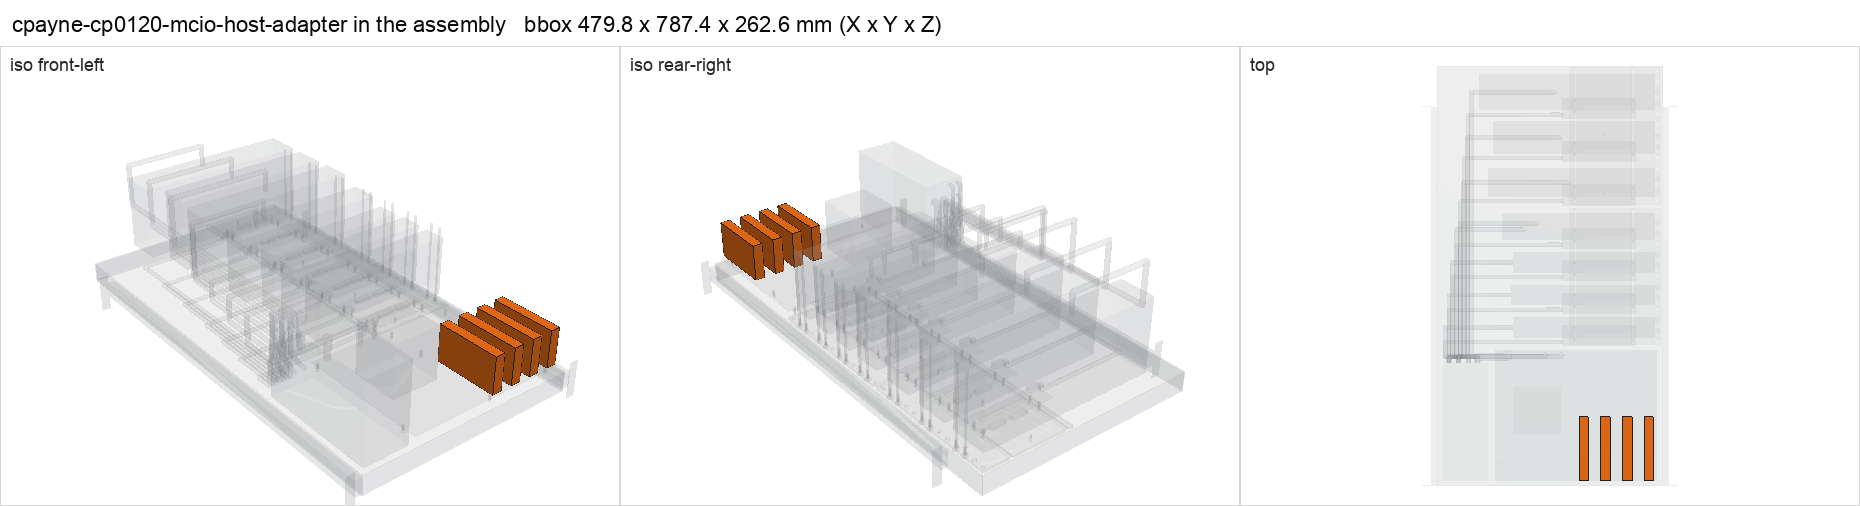 cpayne-cp0120-mcio-host-adapter in the assembly   bbox 479.8 x 787.4 x 262.6 mm (X x Y x Z)
iso front-left
iso rear-right
top